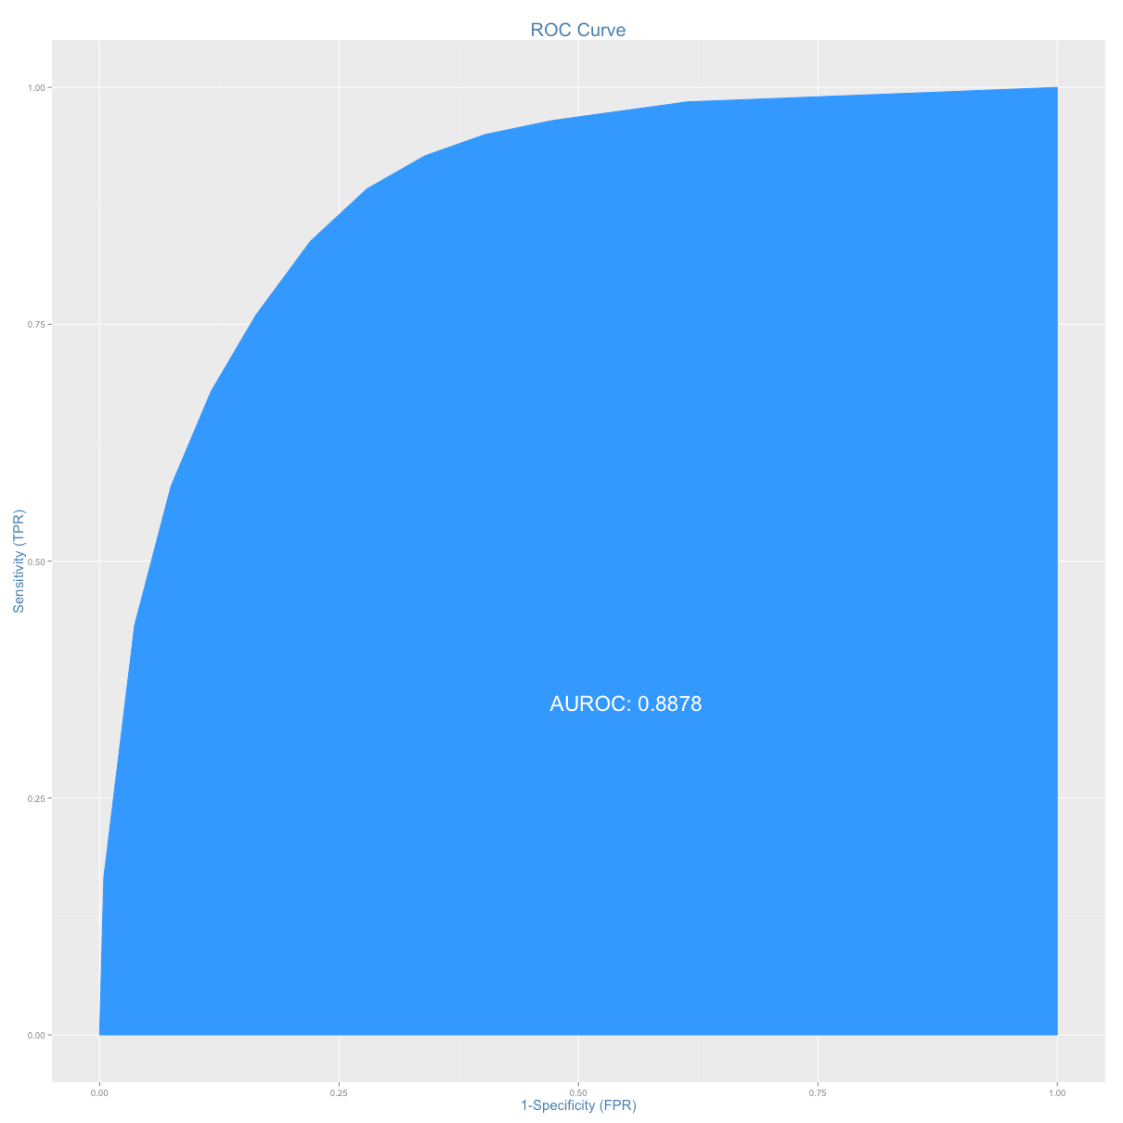 ROC Curve
1.00
0.75
0.50
0.25
0.00
Sensitivity (TPR)
AUROC: 0.8878
0.00 0.25 0.50 0.75 1.00
1-Specificity (FPR)